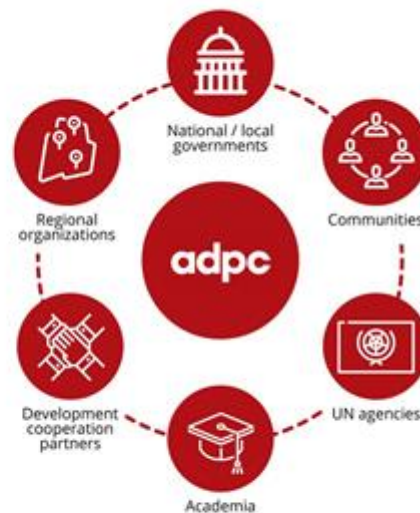 National / local
governments
Regional
organizations
Communities
adpc
Development
cooperation
partners
UN agencies
Academia